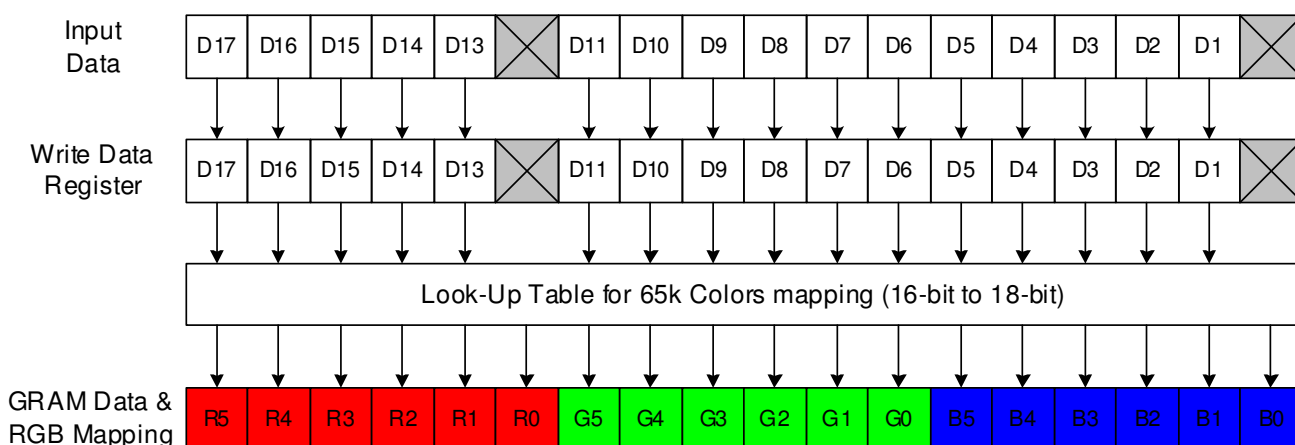 Input
Data
D17 D16 D15 D14 D13 D11 D10 D9 D8 D7 D6 D5 D4 D3 D2 D1
Write Data
Register
D17 D16 D15 D14 D13 D11 D10 D9 D8 D7 D6 D5 D4 D3 D2 D1
Look-Up Table for 65k Colors mapping (16-bit to 18-bit)
GRAM Data &
RGB Mapping
R5 R4 R3 R2 R1 R0 G5 G4 G3 G2 G1 G0 B5 B4 B3 B2 B1 B0